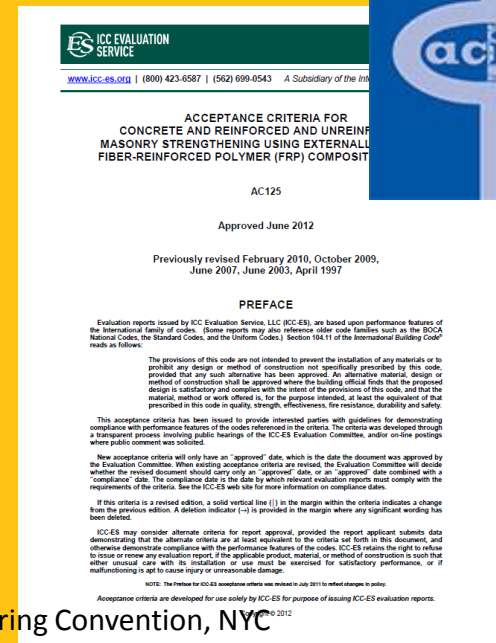 ES ICC EVALUATION
SERVICE
www.icc-es.org | (800) 423-6587 | (562) 699-0543 A Subsidiary of the Int
aci
ACCEPTANCE CRITERIA FOR
CONCRETE AND REINFORCED AND UNREINF
MASONRY STRENGTHENING USING EXTERNALL
FIBER-REINFORCED POLYMER (FRP) COMPOSIT
AC125
Approved June 2012
Previously revised February 2010, October 2009,
June 2007, June 2003, April 1997
PREFACE
Evaluation reports issued by ICC Evaluation Service, LLC (ICC-ES), are based upon performance features of
the International family of codes. (Some reports may also reference older code families such as the BOCA
National Codes, the Standard Codes, and the Uniform Codes.) Section 104.11 of the International Building Code®
reads as follows:
The provisions of this code are not intended to prevent the installation of any materials or to
prohibit any design or method of construction not specifically prescribed by this code,
provided that any such alternative has been approved. An alternative material, design or
method of construction shall be approved where the building official finds that the proposed
design is satisfactory and complies with the intent of the provisions of this code, and that the
material, method or work offered is, for the purpose intended, at least the equivalent of that
prescribed in this code in quality, strength, effectiveness, fire resistance, durability and safety.
This acceptance criteria has been issued to provide interested parties with guidelines for demonstrating
compliance with performance features of the codes referenced in the criteria. The criteria was developed through
a transparent process involving public hearings of the ICC-ES Evaluation Committee, and/or on-line postings
where public comment was solicited.
New acceptance criteria will only have an "approved" date, which is the date the document was approved by
the Evaluation Committee. When existing acceptance criteria are revised, the Evaluation Committee will decide
whether the revised document should carry only an "approved" date, or an "approved" date combined with a
"compliance" date. The compliance date is the date by which relevant evaluation reports must comply with the
requirements of the criteria. See the ICC-ES web site for more information on compliance dates.
If this criteria is a revised edition, a solid vertical line (|) in the margin within the criteria indicates a change
from the previous edition. A deletion indicator (→) is provided in the margin where any significant wording has
been deleted.
ICC-ES may consider alternate criteria for report approval, provided the report applicant submits data
demonstrating that the alternate criteria are at least equivalent to the criteria set forth in this document, and
otherwise demonstrate compliance with the performance features of the codes. ICC-ES retains the right to refuse
to issue or renew any evaluation report, if the applicable product, material, or method of construction is such that
either unusual care with its installation or use must be exercised for satisfactory performance, or if
malfunctioning is apt to cause injury or unreasonable damage.
NOTE: The Preface for ICC-ES acceptance criteria was revised in July 2011 to reflect changes in policy.
Acceptance criteria are developed for use solely by ICC-ES for purpose of issuing ICC-ES evaluation reports.
Copyright © 2012
ring Convention, NYC